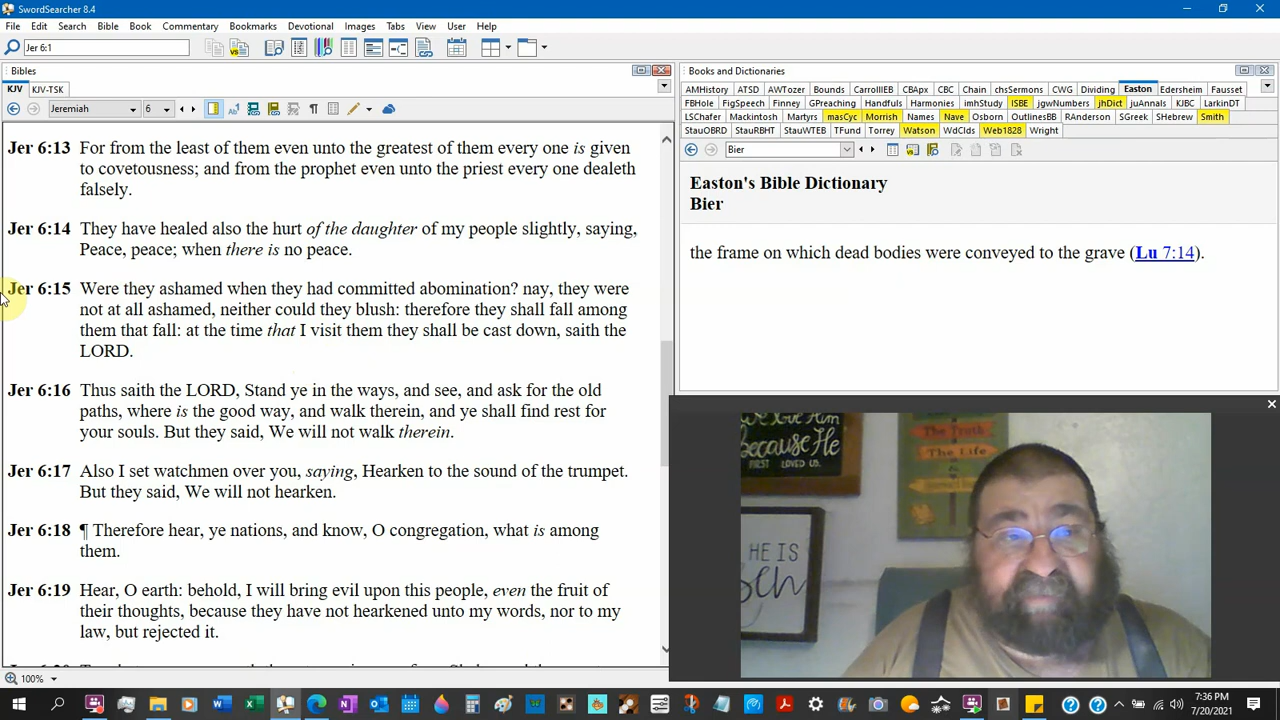 SwordSearcher 8.4
File Edit Search Bible Book Commentary Bookmarks Devotional Images Tabs View User Help
Jer 6:1
Bibles
KJV KJV-TSK
Jeremiah 6
Jer 6:13 For from the least of them even unto the greatest of them every one is given
to covetousness; and from the prophet even unto the priest every one dealeth
falsely.
Jer 6:14 They have healed also the hurt of the daughter of my people slightly, saying,
Peace, peace; when there is no peace.
Jer 6:15 Were they ashamed when they had committed abomination? nay, they were
not at all ashamed, neither could they blush: therefore they shall fall among
them that fall: at the time that I visit them they shall be cast down, saith the
LORD.
Jer 6:16 Thus saith the LORD, Stand ye in the ways, and see, and ask for the old
paths, where is the good way, and walk therein, and ye shall find rest for
your souls. But they said, We will not walk therein.
Jer 6:17 Also I set watchmen over you, saying, Hearken to the sound of the trumpet.
But they said, We will not hearken.
Jer 6:18 ¶ Therefore hear, ye nations, and know, O congregation, what is among
them.
Jer 6:19 Hear, O earth: behold, I will bring evil upon this people, even the fruit of
their thoughts, because they have not hearkened unto my words, nor to my
law, but rejected it.
100%
Books and Dictionaries
AMHistory ATSD AWTozer Bounds CarrollIEB CBApx CBC Chain chsSermons CWG Dividing Easton Edersheim Fausset
FBHole FigSpeech Finney GPreaching Handfuls Harmonies imhStudy ISBE jgwNumbers jhDict juAnnals KJBC LarkinDT
LSChafer Mackintosh Martyrs masCyc Morrish Names Nave Osborn OutlinesBB RAnderson SGreek SHebrew Smith
StauOBRD StauRBHT StauWTEB TFund Torrey Watson WdClds Web1828 Wright
Bier
Easton's Bible Dictionary
Bier
the frame on which dead bodies were conveyed to the grave (Lu 7:14).
we love Him
because He
FIRST LOVED US.
The Truth
The Life
HE IS
7:36 PM
7/20/2021